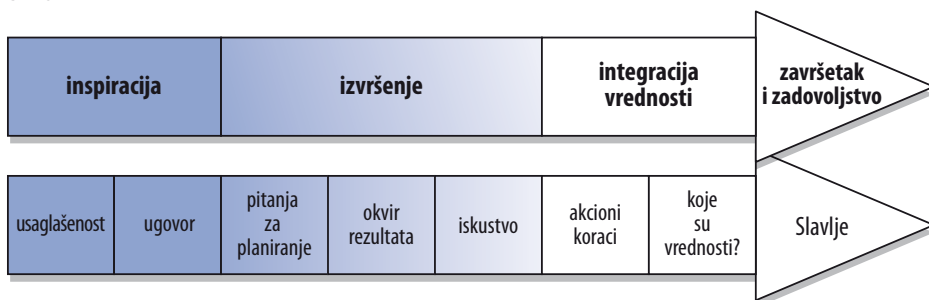 inspiracija
izvršenje
integracija
vrednosti
završetak
i zadovoljstvo
usaglašenost
ugovor
pitanja
za
planiranje
okvir
rezultata
iskustvo
akcioni
koraci
koje
su
vrednosti?
Slavlje